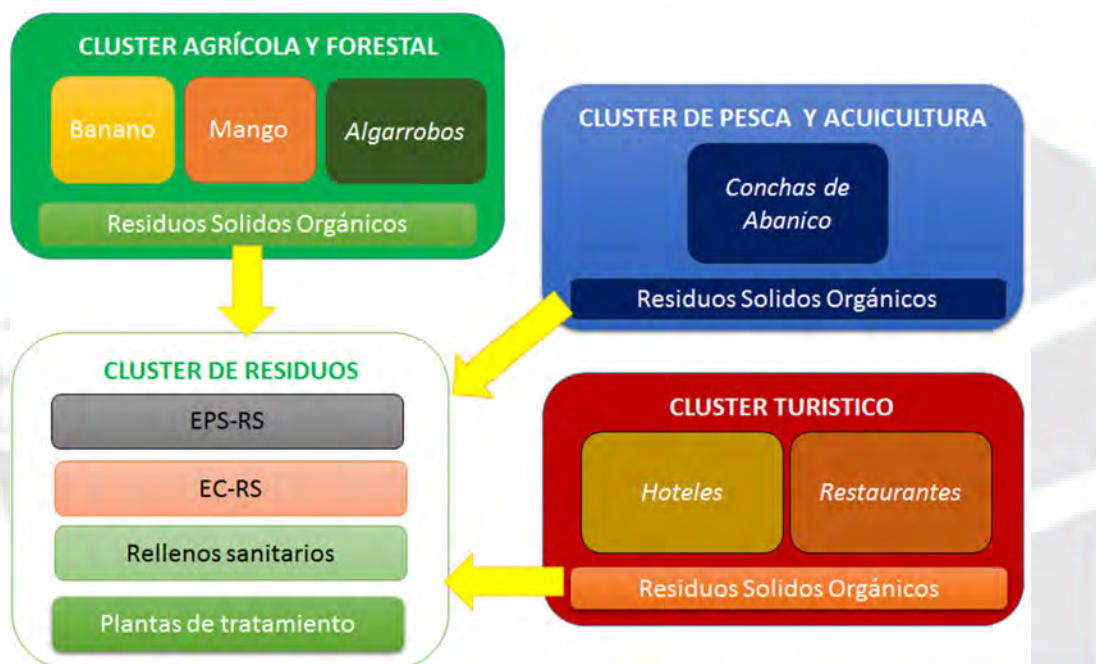 CLUSTER AGRÍCOLA Y FORESTAL
Banano
Mango
Algarrobos
Residuos Solidos Orgánicos
CLUSTER DE PESCA Y ACUICULTURA
Conchas de
Abanico
Residuos Solidos Orgánicos
CLUSTER DE RESIDUOS
EPS-RS
EC-RS
Rellenos sanitarios
Plantas de tratamiento
CLUSTER TURISTICO
Hoteles
Restaurantes
Residuos Solidos Orgánicos